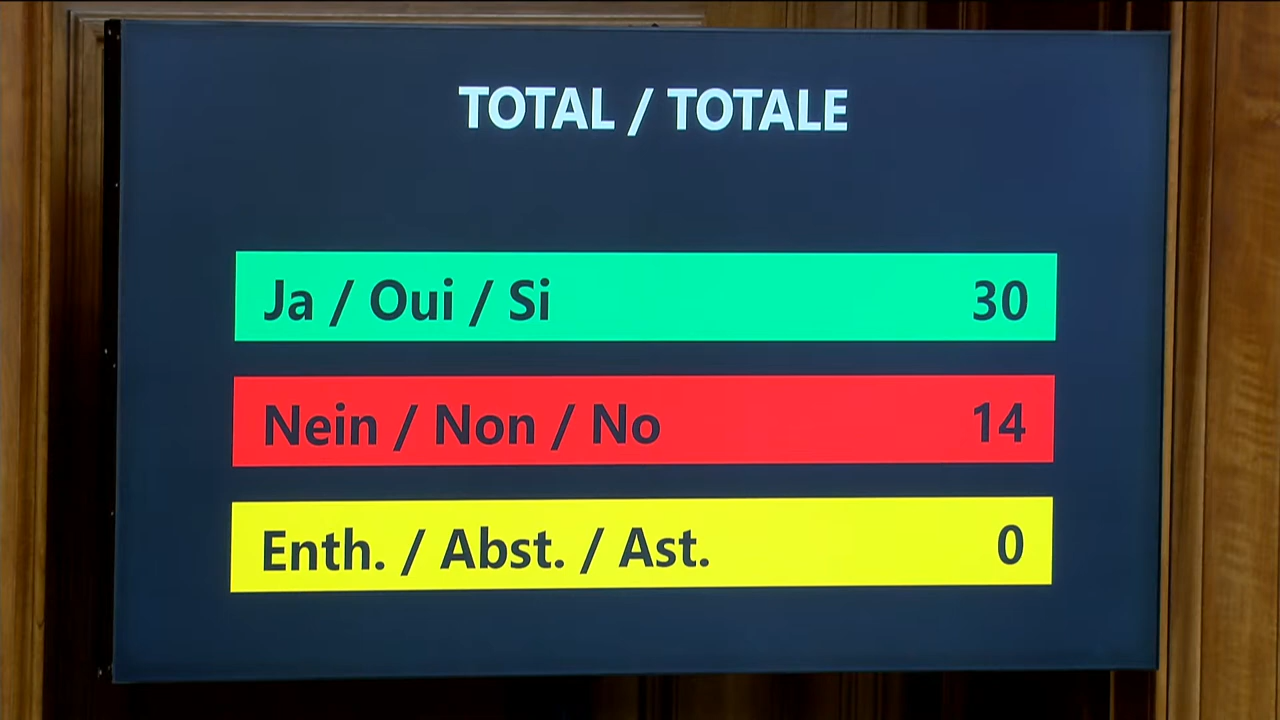 TOTAL / TOTALE
Ja / Oui / Si 30
Nein / Non / No 14
Enth. / Abst. / Ast. 0